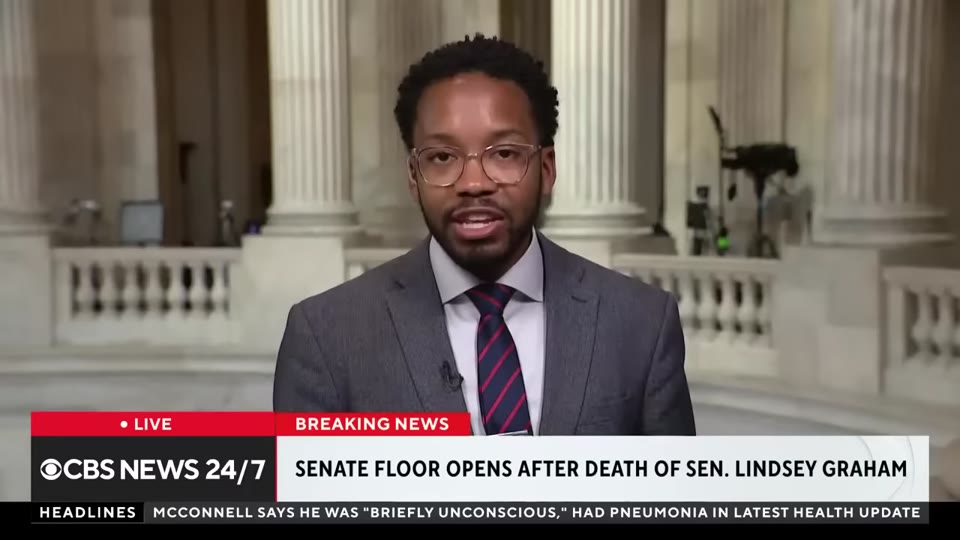 • LIVE
BREAKING NEWS
CBS NEWS 24/7
SENATE FLOOR OPENS AFTER DEATH OF SEN. LINDSEY GRAHAM
HEADLINES
MCCONNELL SAYS HE WAS "BRIEFLY UNCONSCIOUS," HAD PNEUMONIA IN LATEST HEALTH UPDATE